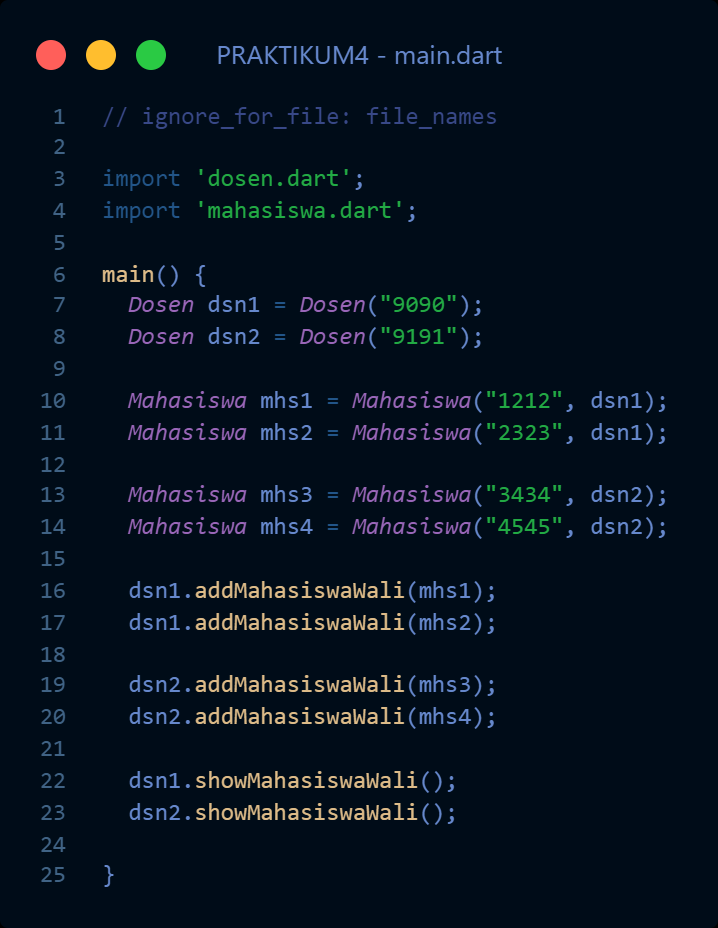 PRAKTIKUM4 - main.dart
1 // ignore_for_file: file_names
2
3 import 'dosen.dart';
4 import 'mahasiswa.dart';
5
6 main() {
7   Dosen dsn1 = Dosen("9090");
8   Dosen dsn2 = Dosen("9191");
9
10   Mahasiswa mhs1 = Mahasiswa("1212", dsn1);
11   Mahasiswa mhs2 = Mahasiswa("2323", dsn1);
12
13   Mahasiswa mhs3 = Mahasiswa("3434", dsn2);
14   Mahasiswa mhs4 = Mahasiswa("4545", dsn2);
15
16   dsn1.addMahasiswaWali(mhs1);
17   dsn1.addMahasiswaWali(mhs2);
18
19   dsn2.addMahasiswaWali(mhs3);
20   dsn2.addMahasiswaWali(mhs4);
21
22   dsn1.showMahasiswaWali();
23   dsn2.showMahasiswaWali();
24
25 }